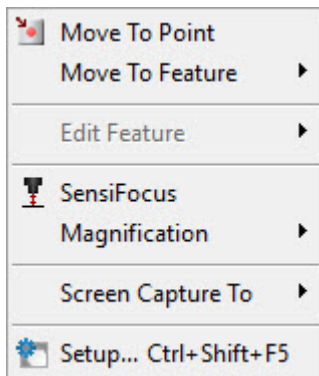 Move To Point
Move To Feature
Edit Feature
SensiFocus
Magnification
Screen Capture To
Setup... Ctrl+Shift+F5